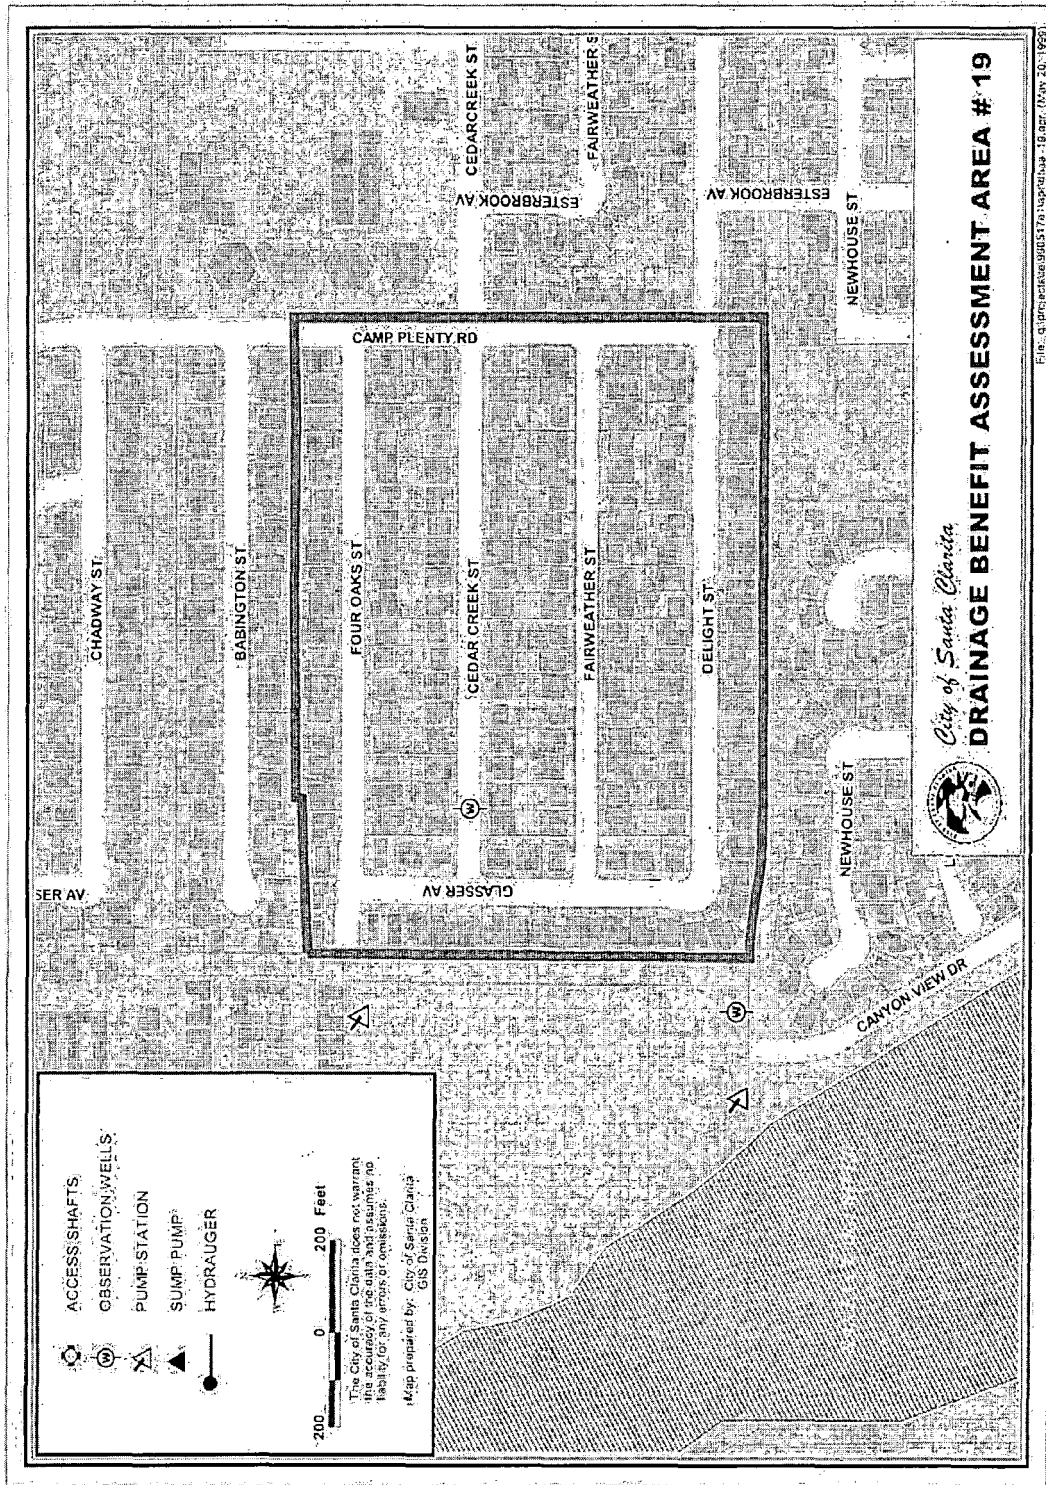 ACCESS SHAFTS
OBSERVATION WELLS
PUMP STATION
SUMP PUMP
HYDRAUGER
200 0 200 Feet
The City of Santa Clarita does not warrant
the accuracy of the data and assumes no
liability for any errors or omissions.
Map prepared by: City of Santa Clarita
GIS Division
SER AV
CHADWAY ST
BABINGTON ST
FOUR OAKS ST
CAMP PLENTY RD
CEDAR CREEK ST
CEDARCREEK ST
GLASSER AV
FAIRWEATHER ST
FAIRWEATHER S
ESTERBROOK AV
DELIGHT ST
ESTERBROOK AV
NEWHOUSE ST
NEWHOUSE ST
CANYON VIEW DR
W
W
W
City of Santa Clarita
DRAINAGE BENEFIT ASSESSMENT AREA # 19